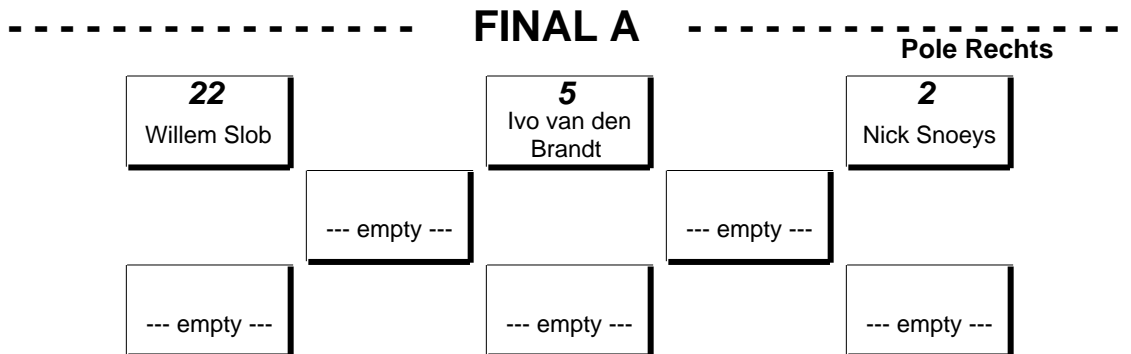 - - - - - - - - - - - - - - - - FINAL A - - - - - - - - - - - - - - - - -
Pole Rechts
22 5 2
Willem Slob Ivo van den Brandt Nick Snoeys
--- empty --- --- empty ---
--- empty --- --- empty --- --- empty ---